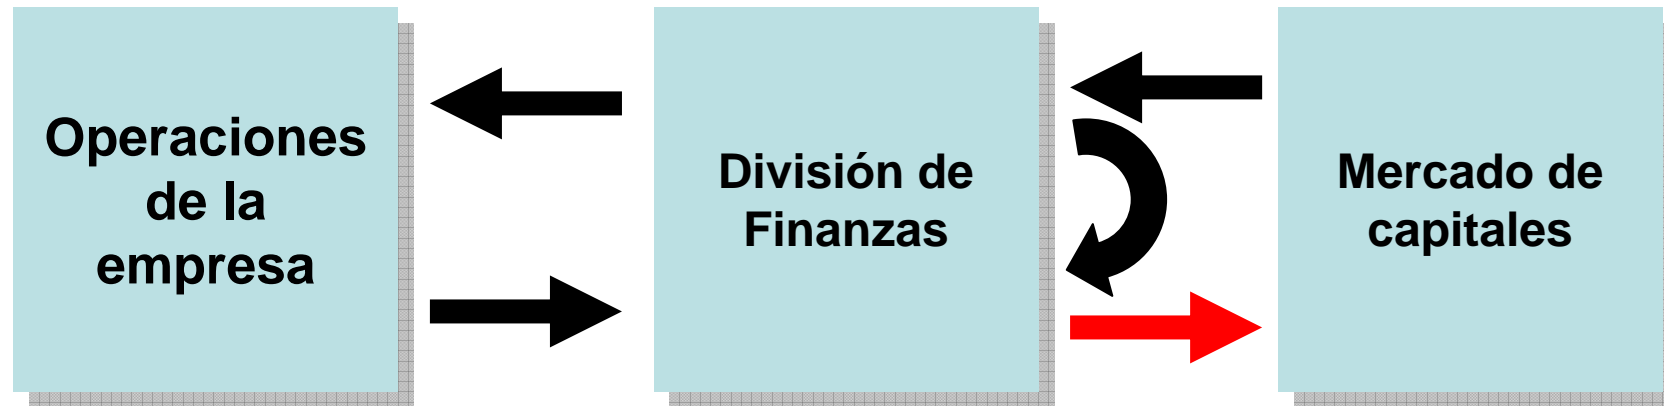 Operaciones
de la
empresa
División de
Finanzas
Mercado de
capitales